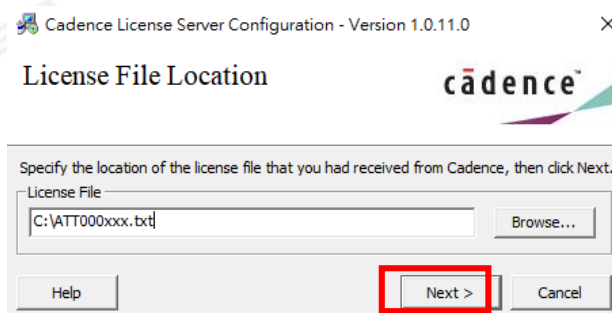 Cadence License Server Configuration - Version 1.0.11.0
License File Location
cādence™
Specify the location of the license file that you had received from Cadence, then click Next.
License File
C:\ATT000xxx.txt
Browse...
Help
Next >
Cancel